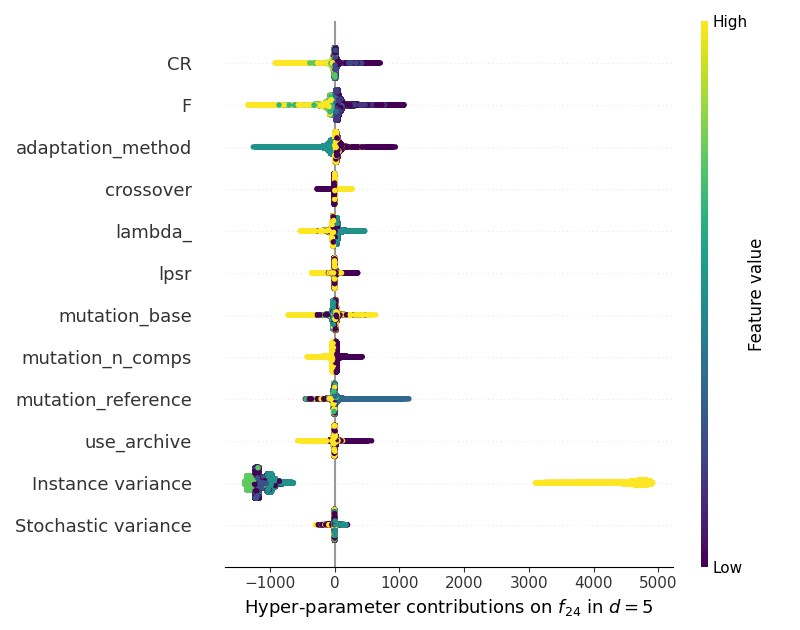 High
CR
F
adaptation_method
crossover
lambda_
lpsr
mutation_base
mutation_n_comps
mutation_reference
use_archive
Instance variance
Stochastic variance
Feature value
Low
−1000 0 1000 2000 3000 4000 5000
Hyper-parameter contributions on f24 in d = 5